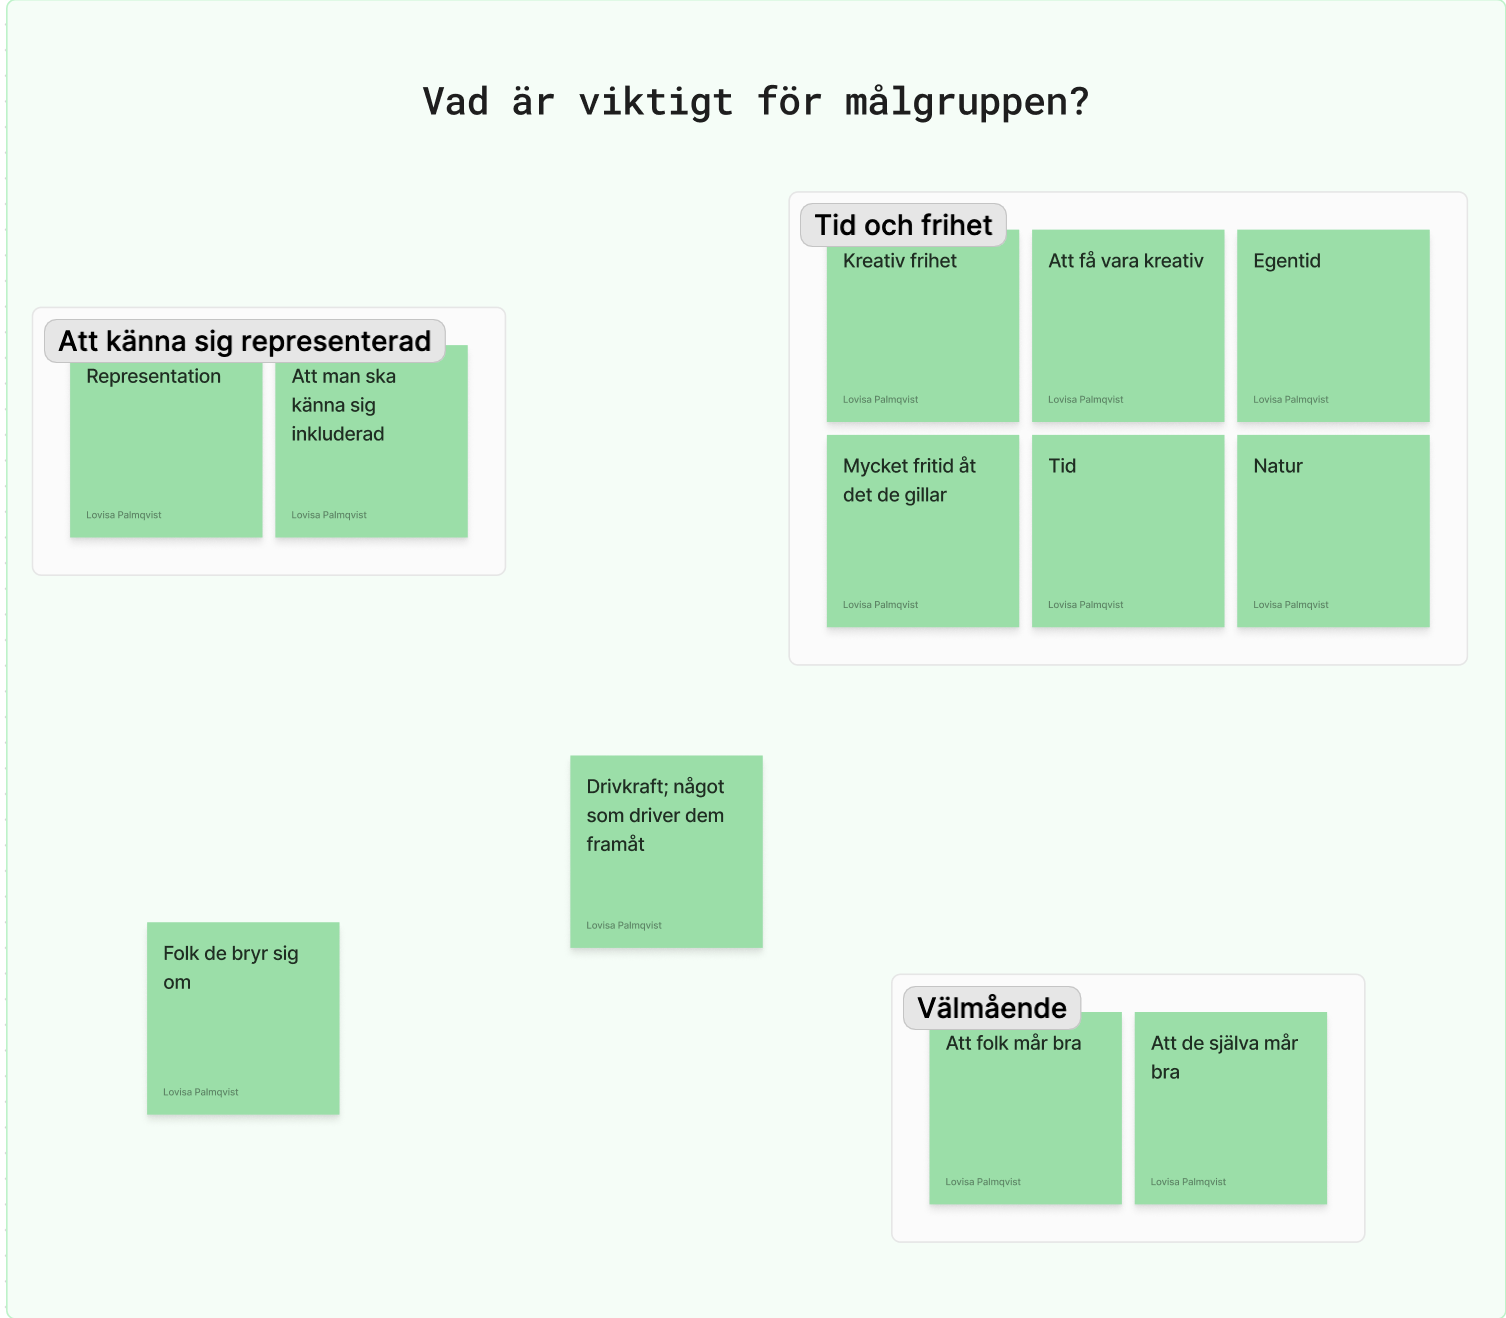 Vad är viktigt för målgruppen?
Att känna sig representerad
Representation
Lovisa Palmqvist
Att man ska
känna sig
inkluderad
Lovisa Palmqvist
Tid och frihet
Kreativ frihet
Lovisa Palmqvist
Att få vara kreativ
Lovisa Palmqvist
Egentid
Lovisa Palmqvist
Mycket fritid åt
det de gillar
Lovisa Palmqvist
Tid
Lovisa Palmqvist
Natur
Lovisa Palmqvist
Drivkraft; något
som driver dem
framåt
Lovisa Palmqvist
Folk de bryr sig
om
Lovisa Palmqvist
Välmående
Att folk mår bra
Lovisa Palmqvist
Att de själva mår
bra
Lovisa Palmqvist